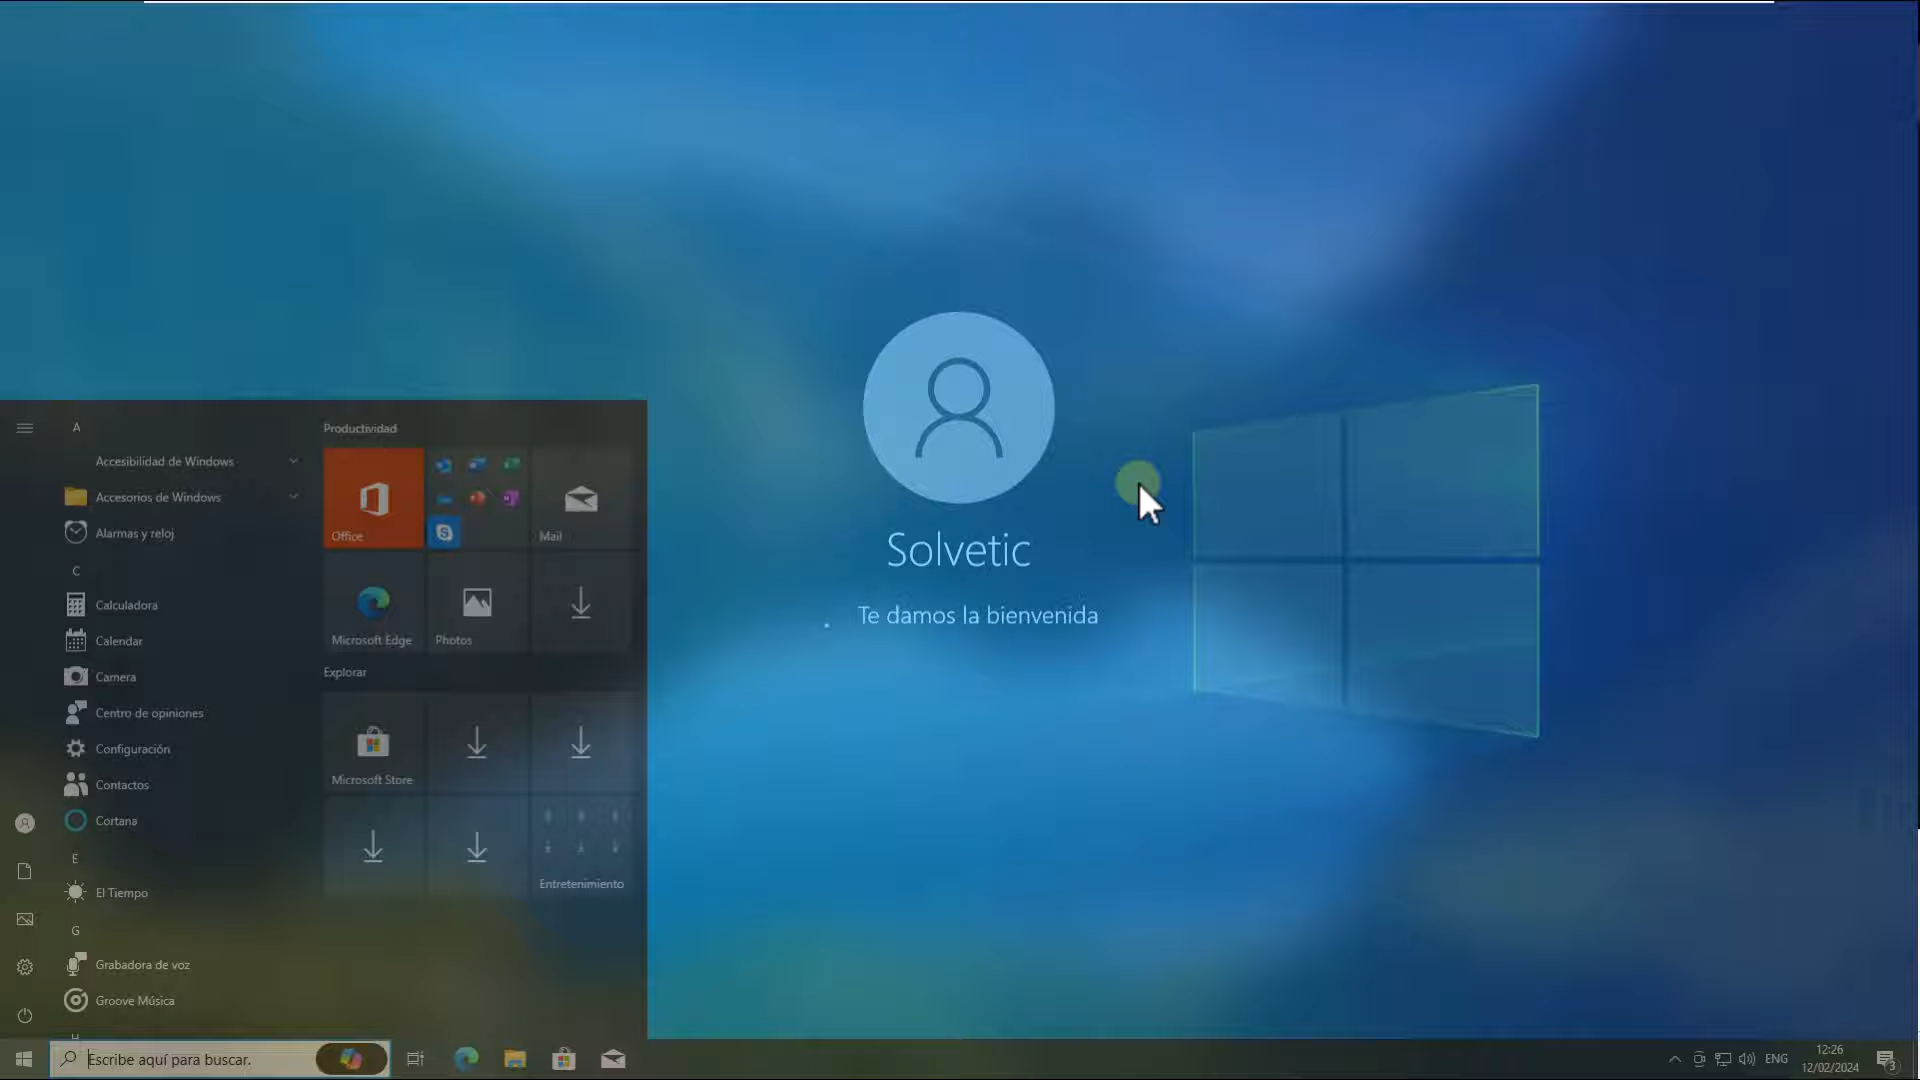 Solvetic
Te damos la bienvenida
A
Accesibilidad de Windows
Accesorios de Windows
Alarmas y reloj
C
Calculadora
Calendar
Camera
Centro de opiniones
Configuración
Contactos
Cortana
E
El Tiempo
G
Grabadora de voz
Groove Música
Productividad
Office
Mail
Microsoft Edge
Photos
Explorar
Microsoft Store
Entretenimiento
Escribe aquí para buscar.
ENG
12:26
12/02/2024
3